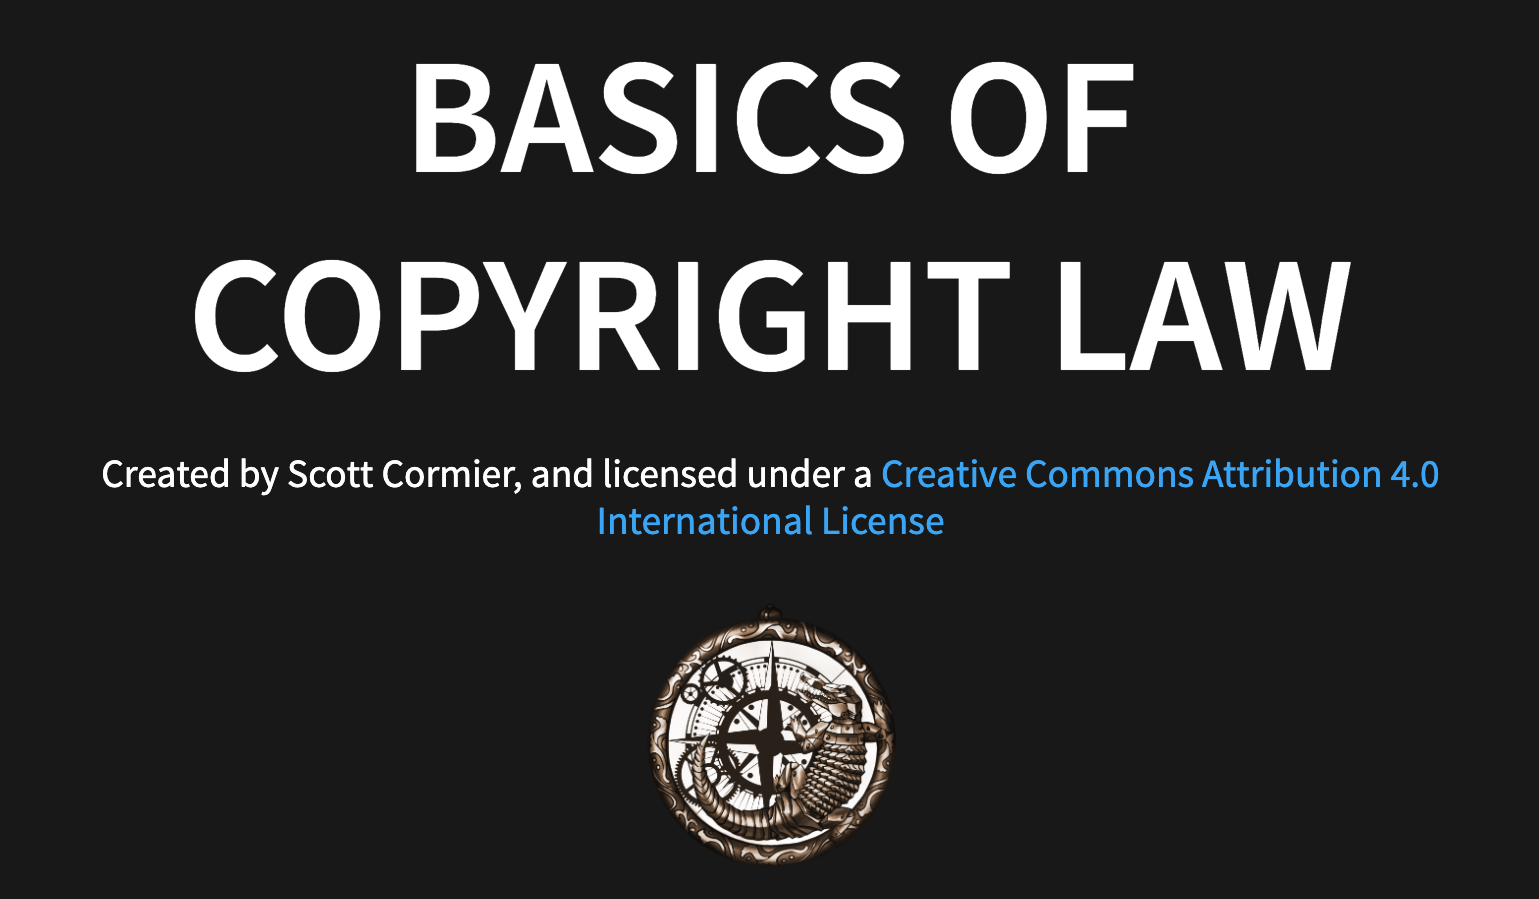 BASICS OF
COPYRIGHT LAW
Created by Scott Cormier, and licensed under a Creative Commons Attribution 4.0
International License